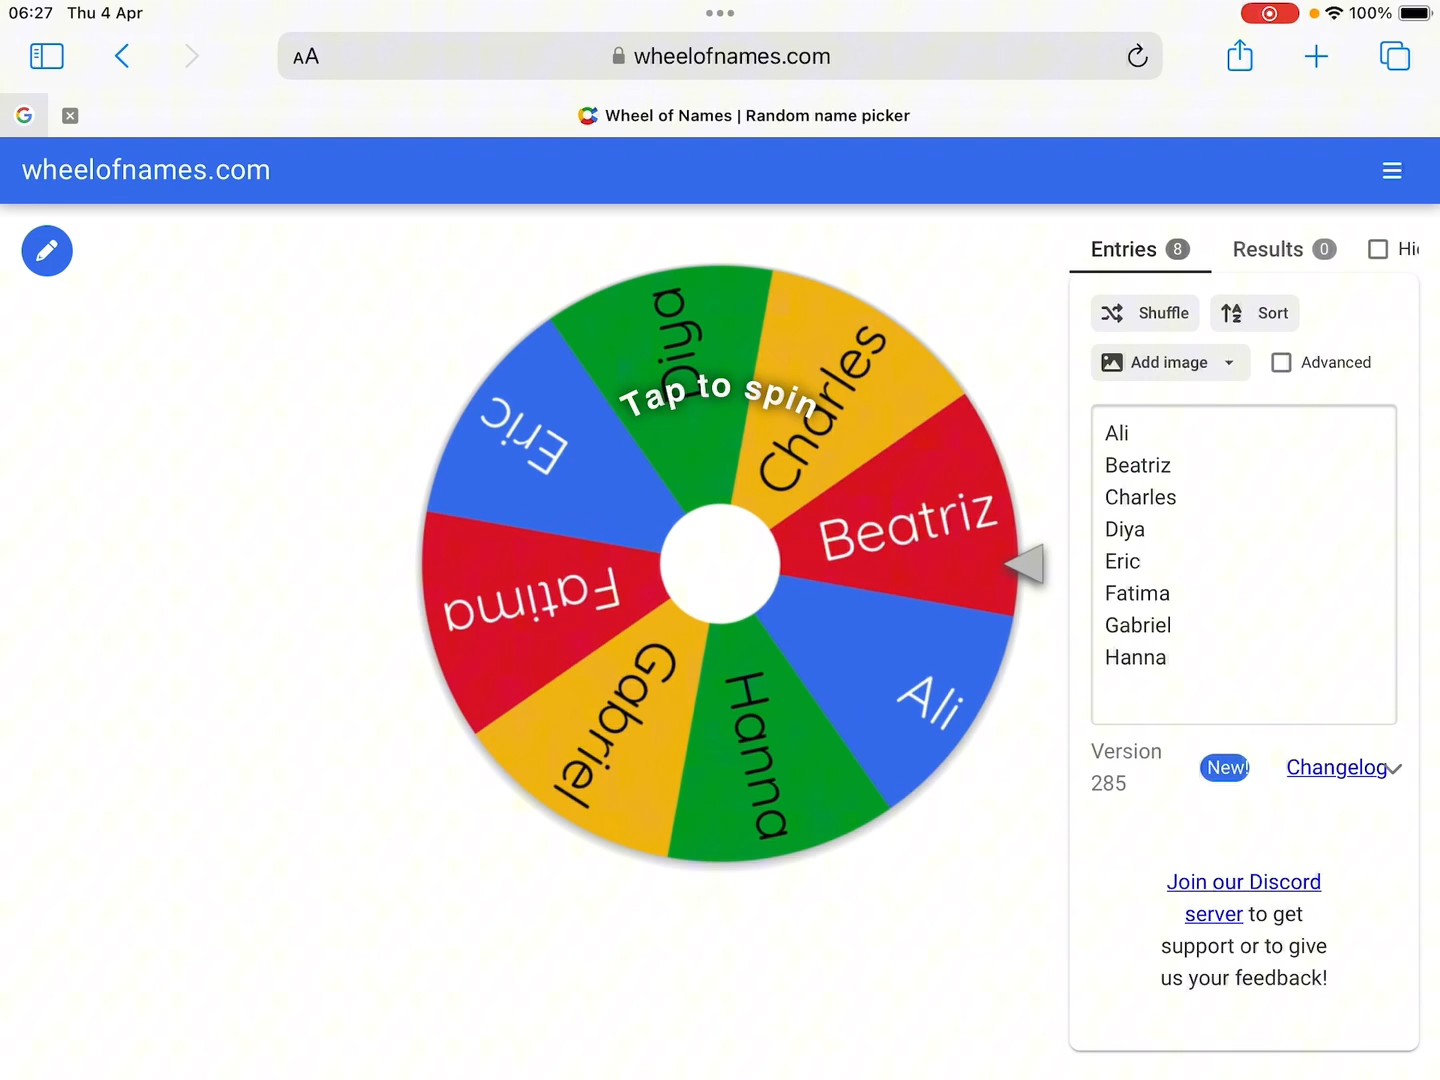 06:27 Thu 4 Apr
100%
AA
wheelofnames.com
G
Wheel of Names | Random name picker
wheelofnames.com
Entries 8
Results 0
Hi
Shuffle
Sort
Add image
Advanced
Diya
Charles
Tap to spin
Eric
Beatriz
Fatima
Ali
Gabriel
Hanna
Ali
Beatriz
Charles
Diya
Eric
Fatima
Gabriel
Hanna
Version
285
New!
Changelog
Join our Discord
server to get
support or to give
us your feedback!